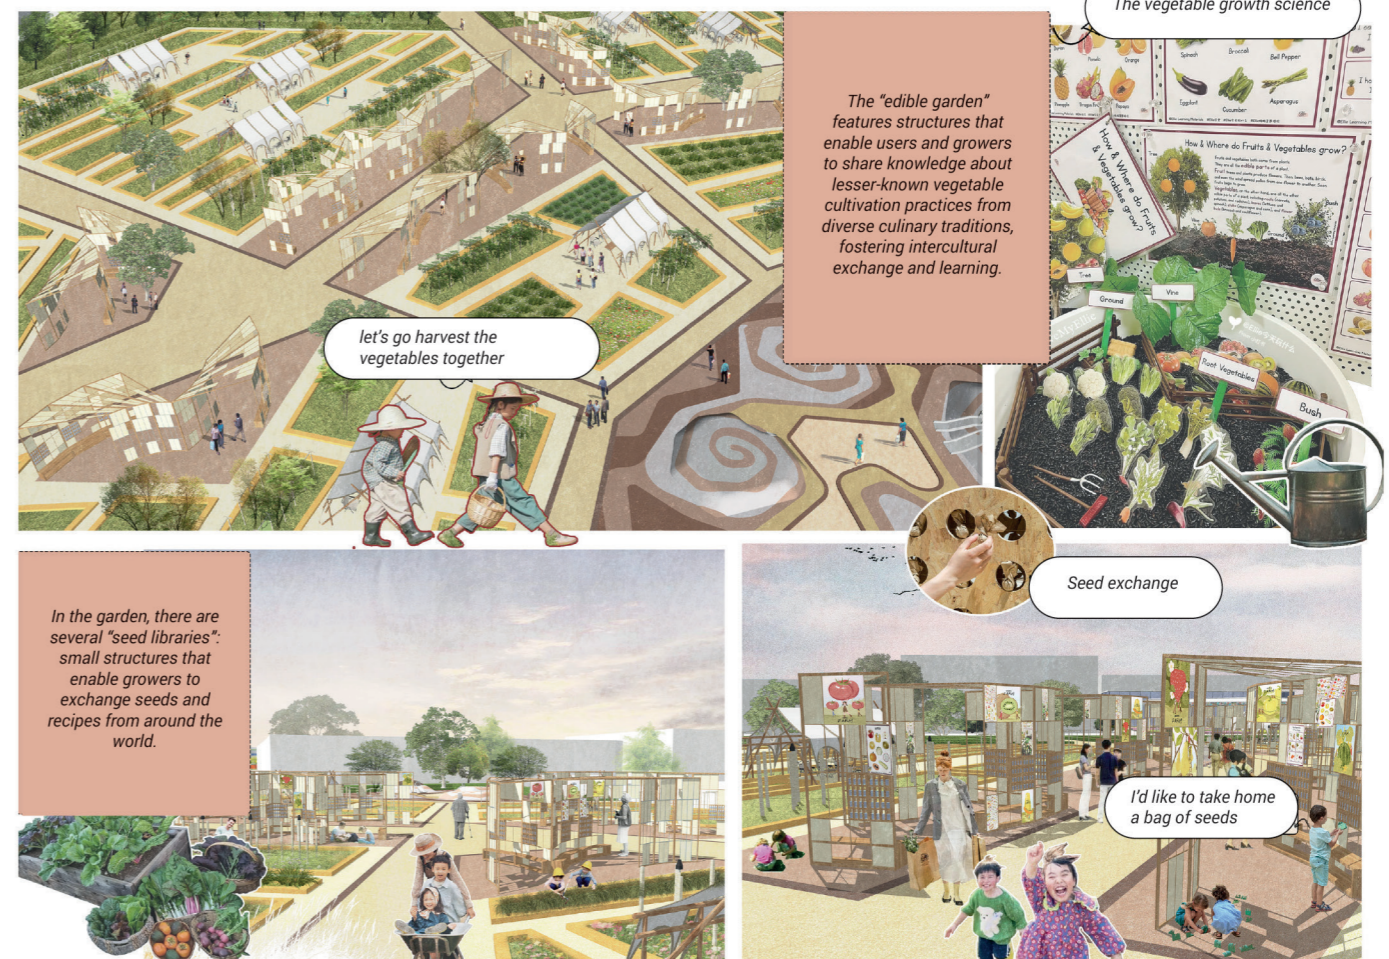 The vegetable growth science
The “edible garden”
features structures that
enable users and growers
to share knowledge about
lesser-known vegetable
cultivation practices from
diverse culinary traditions,
fostering intercultural
exchange and learning.
Spinach
Broccoli
Bell Pepper
Orange
Eggplant
Cucumber
Asparagus
How & Where do Fruits
& Vegetables grow?
How & Where do Fruits & Vegetables grow?
Tree
Bush
Vine
Ground
Tree
Ground
Vine
Root Vegetables
Bush
let’s go harvest the
vegetables together
Seed exchange
In the garden, there are
several “seed libraries”:
small structures that
enable growers to
exchange seeds and
recipes from around the
world.
I’d like to take home
a bag of seeds